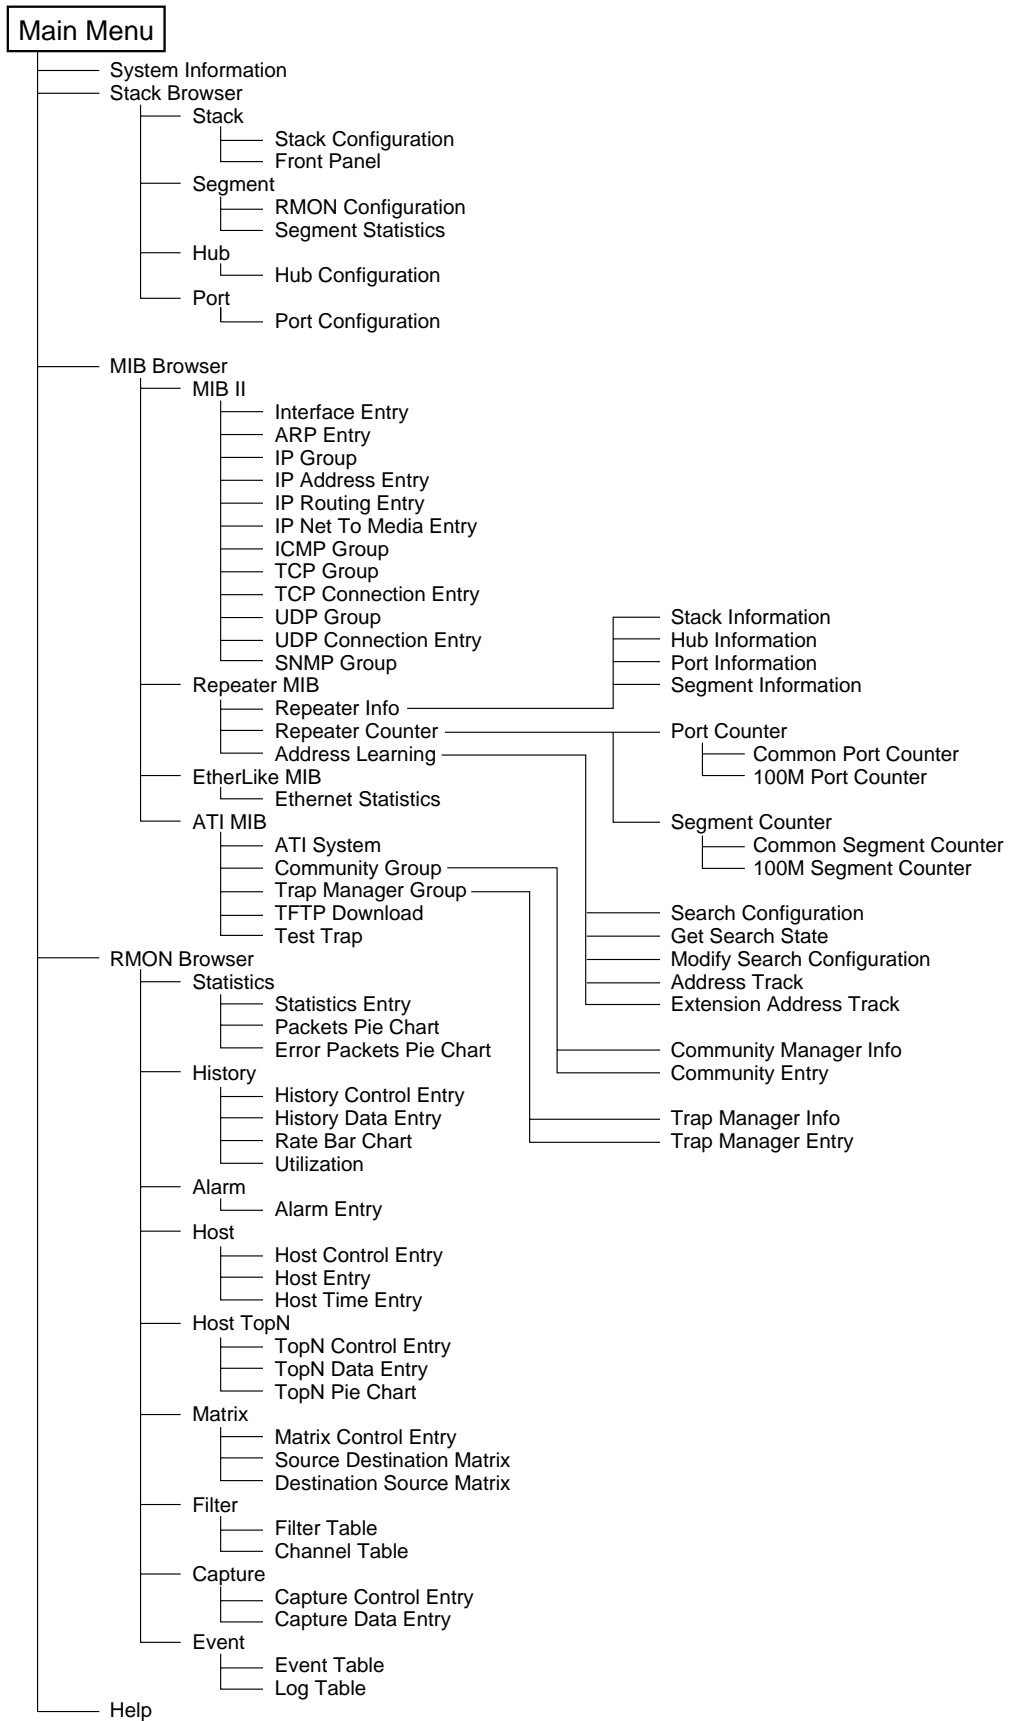 Main Menu
System Information
Stack Browser
Stack
Stack Configuration
Front Panel
Segment
RMON Configuration
Segment Statistics
Hub
Hub Configuration
Port
Port Configuration
MIB Browser
MIB II
Interface Entry
ARP Entry
IP Group
IP Address Entry
IP Routing Entry
IP Net To Media Entry
ICMP Group
TCP Group
TCP Connection Entry
UDP Group
UDP Connection Entry
SNMP Group
Repeater MIB
Repeater Info
Stack Information
Hub Information
Port Information
Segment Information
Repeater Counter
Port Counter
Common Port Counter
100M Port Counter
Segment Counter
Common Segment Counter
100M Segment Counter
Address Learning
Search Configuration
Get Search State
Modify Search Configuration
Address Track
Extension Address Track
EtherLike MIB
Ethernet Statistics
ATI MIB
ATI System
Community Group
Community Manager Info
Community Entry
Trap Manager Group
Trap Manager Info
Trap Manager Entry
TFTP Download
Test Trap
RMON Browser
Statistics
Statistics Entry
Packets Pie Chart
Error Packets Pie Chart
History
History Control Entry
History Data Entry
Rate Bar Chart
Utilization
Alarm
Alarm Entry
Host
Host Control Entry
Host Entry
Host Time Entry
Host TopN
TopN Control Entry
TopN Data Entry
TopN Pie Chart
Matrix
Matrix Control Entry
Source Destination Matrix
Destination Source Matrix
Filter
Filter Table
Channel Table
Capture
Capture Control Entry
Capture Data Entry
Event
Event Table
Log Table
Help